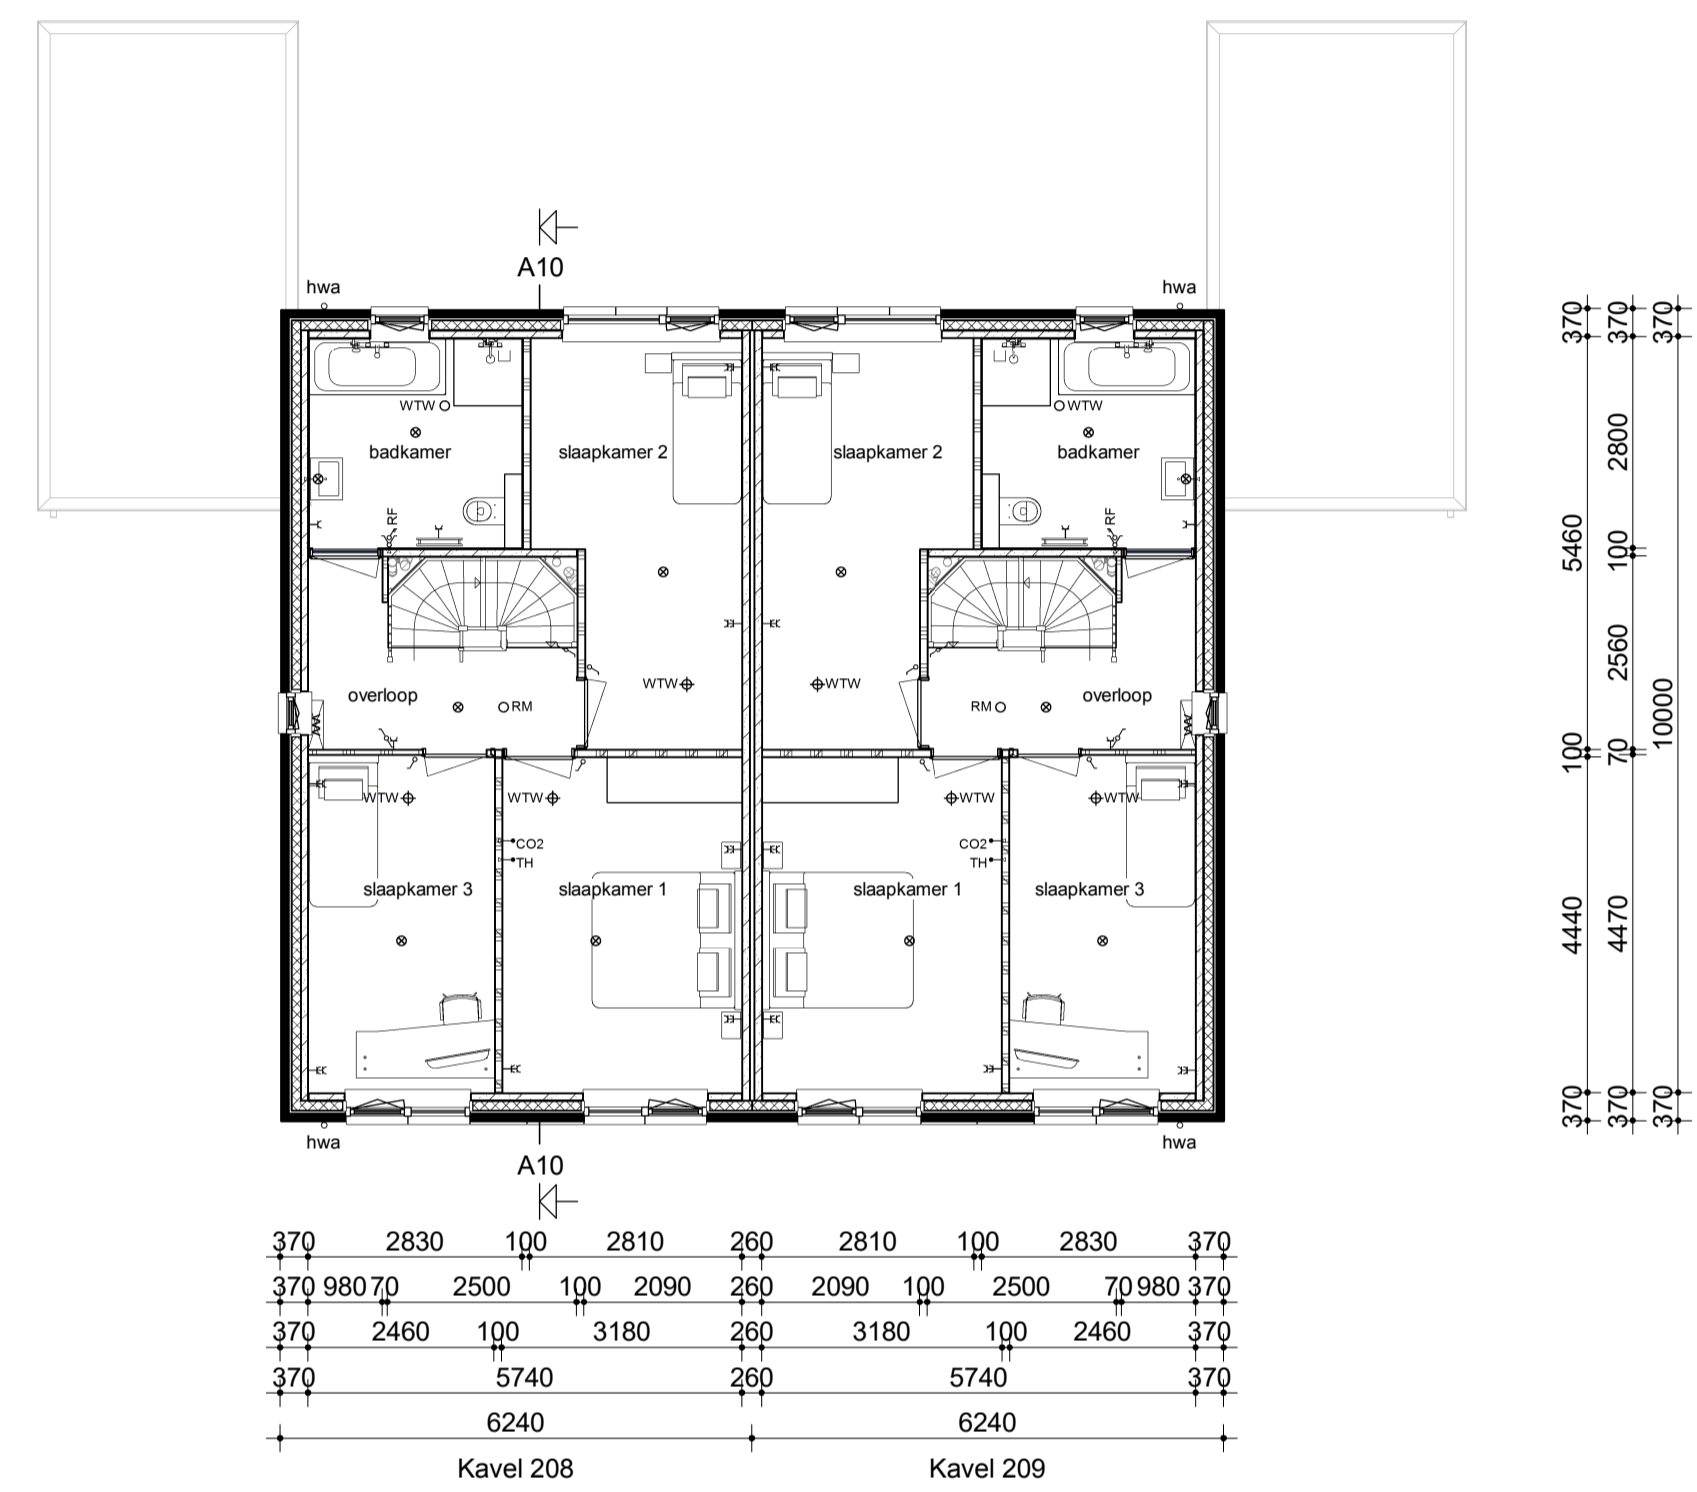 A10
hwa hwa
WTW WTW
badkamer slaapkamer 2 slaapkamer 2 badkamer
RF RF
WTW WTW
overloop RM RM overloop
WTW WTW WTW WTW
CO2 CO2
TH TH
slaapkamer 3 slaapkamer 1 slaapkamer 1 slaapkamer 3
hwa hwa
A10
370 5460 100 4440 370
370 2800 100 2560 70 4470 370
370 10000 370
370 2830 100 2810 260 2810 100 2830 370
370 980 70 2500 100 2090 260 2090 100 2500 70 980 370
370 2460 100 3180 260 3180 100 2460 370
370 5740 260 5740 370
6240 6240
Kavel 208 Kavel 209